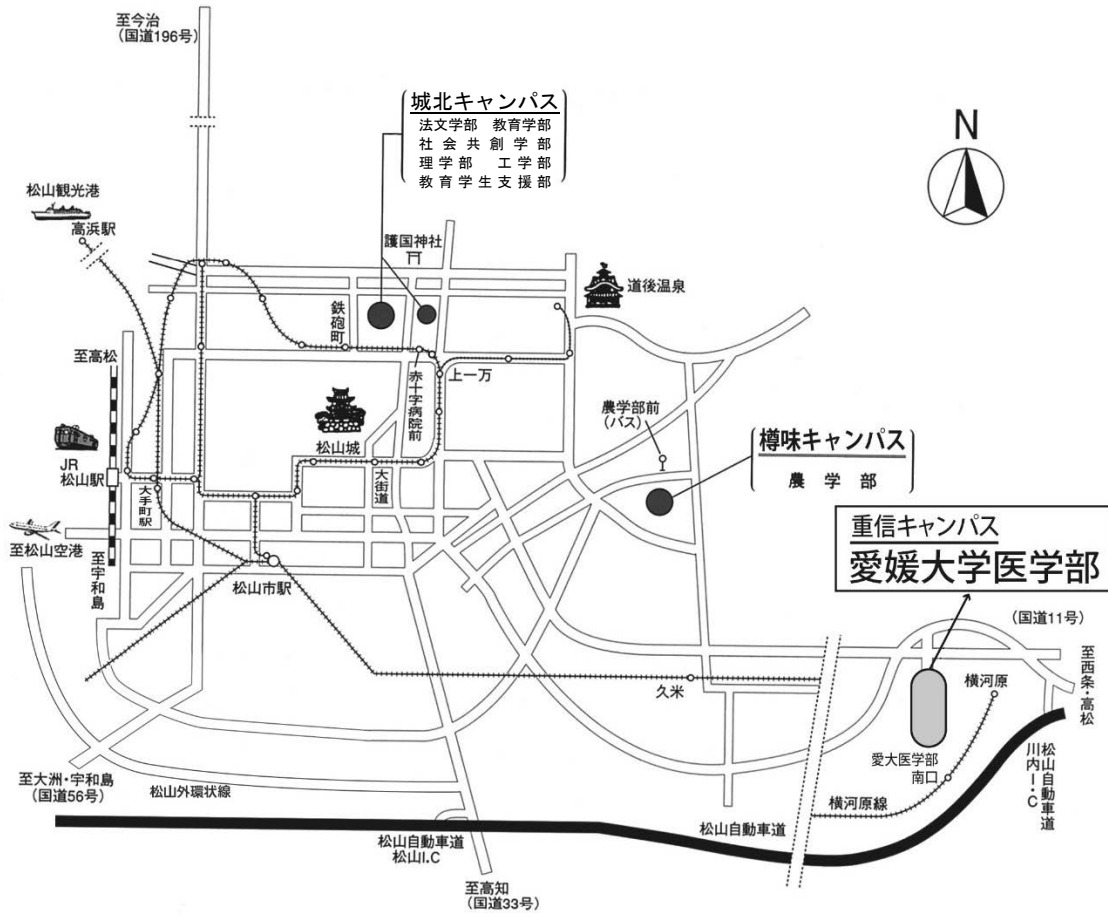 至今治
(国道196号)
城北キャンパス
法文学部 教育学部
社会共創学部
理学部 工学部
教育学生支援部
N
松山観光港
高浜駅
護国神社
道後温泉
鉄砲町
至高松
赤十字病院前
上一万
農学部前
(バス)
樽味キャンパス
農学部
松山城
JR
松山駅
大街道
大手町駅
重信キャンパス
愛媛大学医学部
至松山空港
至宇和島
松山市駅
(国道11号)
至西条・高松
久米
横河原
愛大医学部
南口
松山自動車道
川内I・C
至大洲・宇和島
(国道56号)
松山外環状線
横河原線
松山自動車道
松山自動車道
松山I.C
至高知
(国道33号)